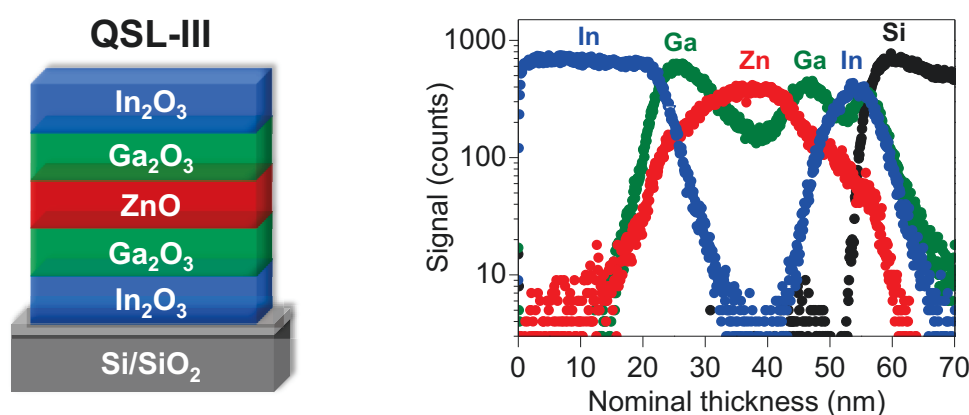 QSL-III
In₂O₃
Ga₂O₃
ZnO
Ga₂O₃
In₂O₃
Si/SiO₂
In
Ga
Zn
Ga
In
Si
1000
100
10
Signal (counts)
0 10 20 30 40 50 60 70
Nominal thickness (nm)